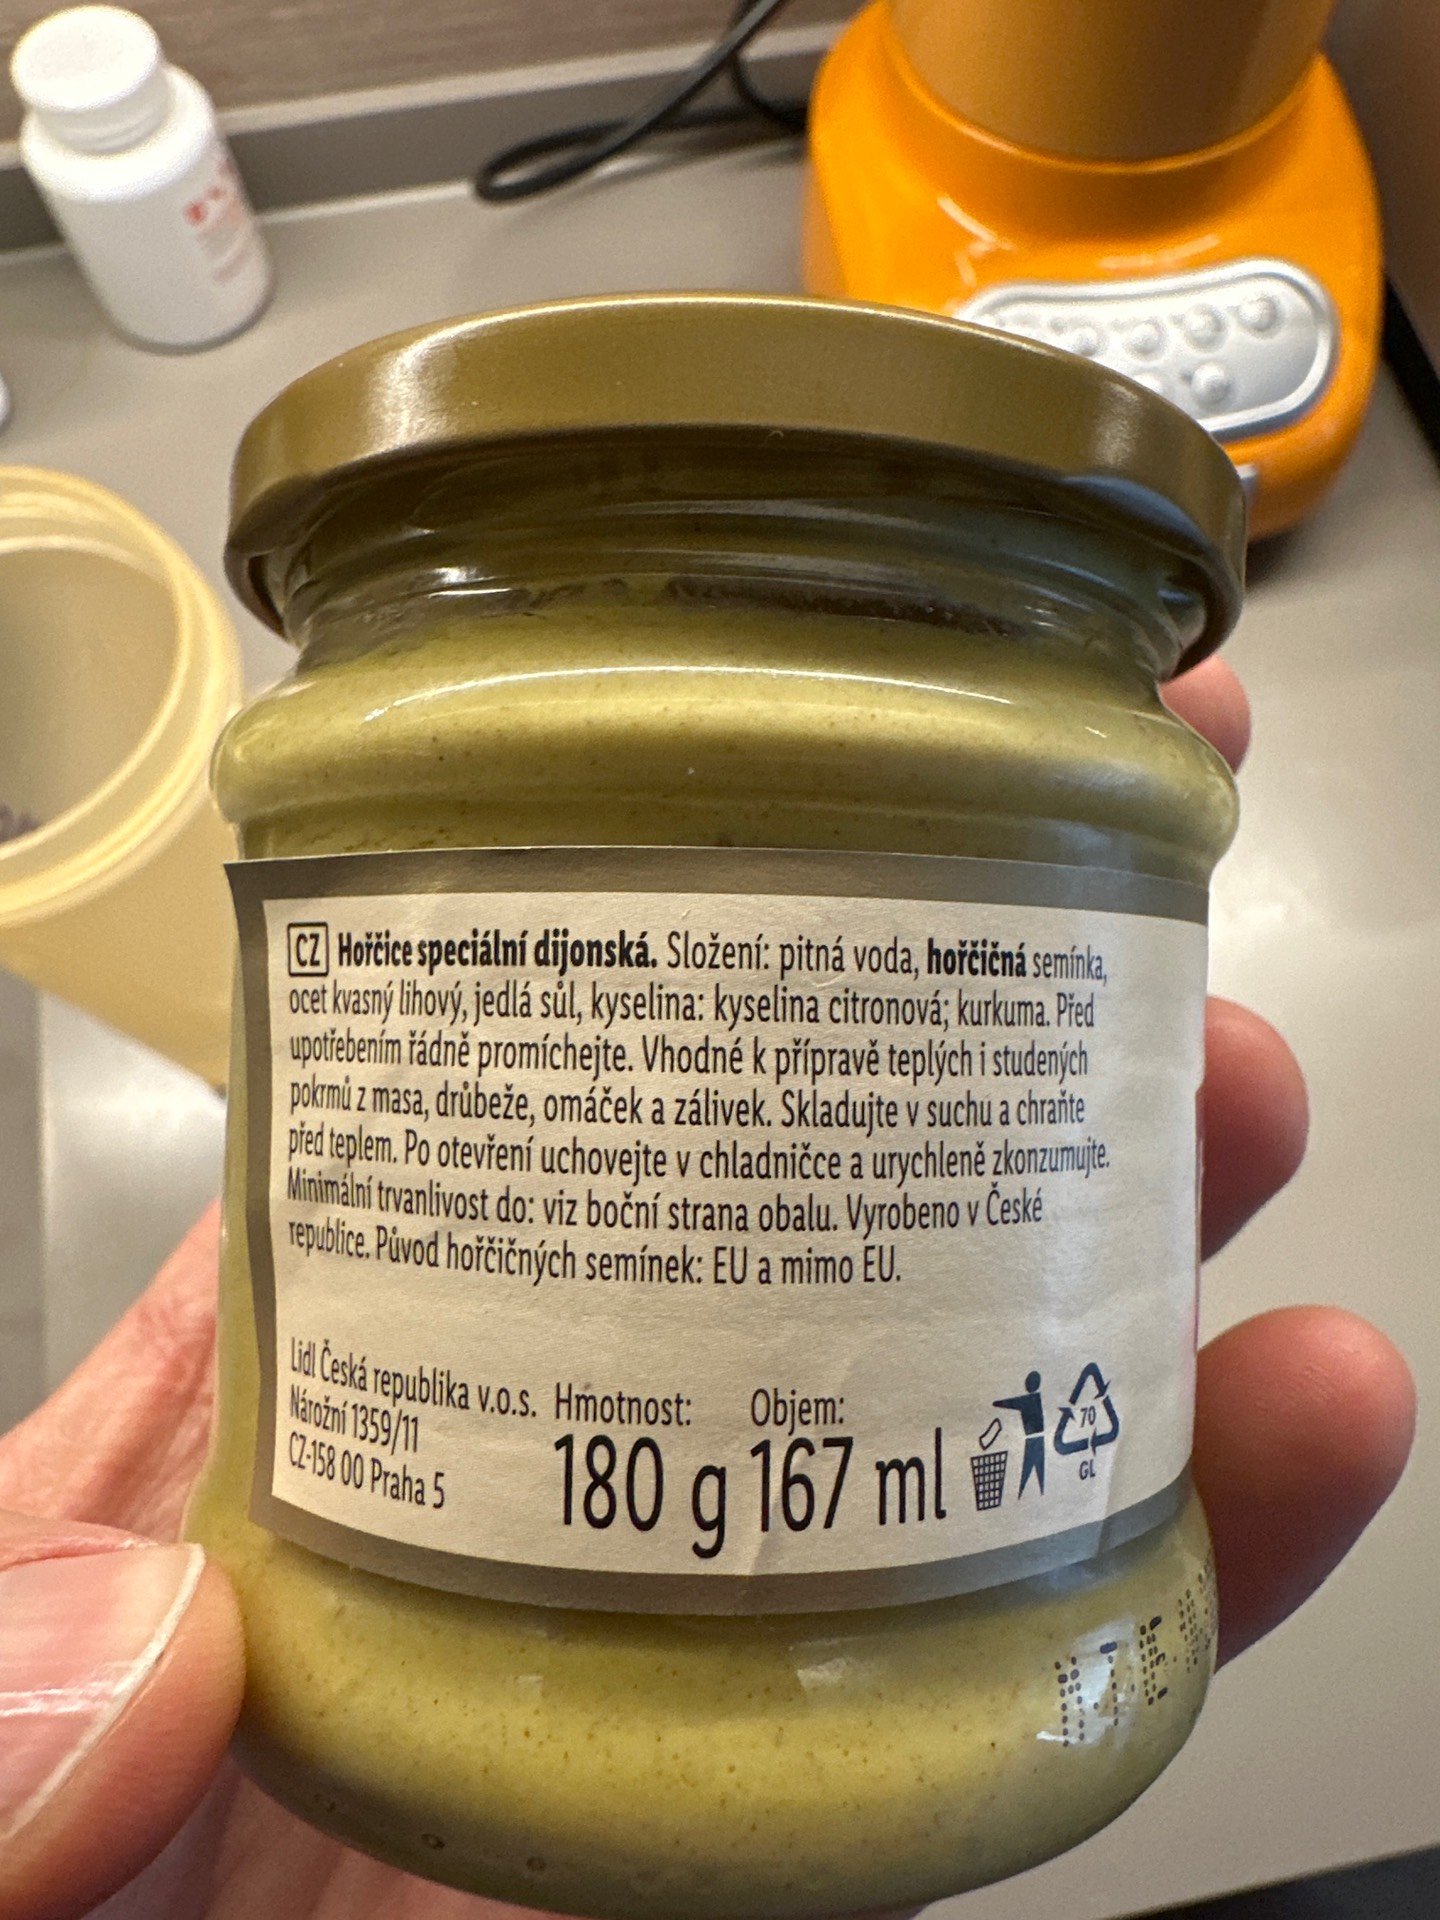 CZ Hořčice speciální dijonská. Složení: pitná voda, hořčičná semínka,
ocet kvasný lihový, jedlá sůl, kyselina: kyselina citronová; kurkuma. Před
upotřebením řádně promíchejte. Vhodné k přípravě teplých i studených
pokrmů z masa, drůbeže, omáček a zálivek. Skladujte v suchu a chraňte
před teplem. Po otevření uchovejte v chladničce a urychleně zkonzumujte.
Minimální trvanlivost do: viz boční strana obalu. Vyrobeno v České
republice. Původ hořčičných semínek: EU a mimo EU.
Lidl Česká republika v.o.s.
Nárožní 1359/11
CZ-158 00 Praha 5
Hmotnost:
180 g
Objem:
167 ml
70
GL